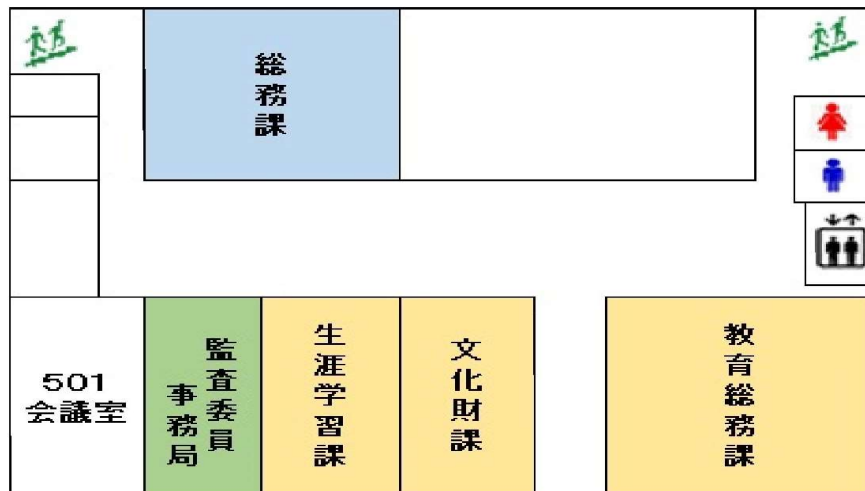 総務課
501
会議室
監査委員
事務局
生涯学習課
文化財課
教育総務課